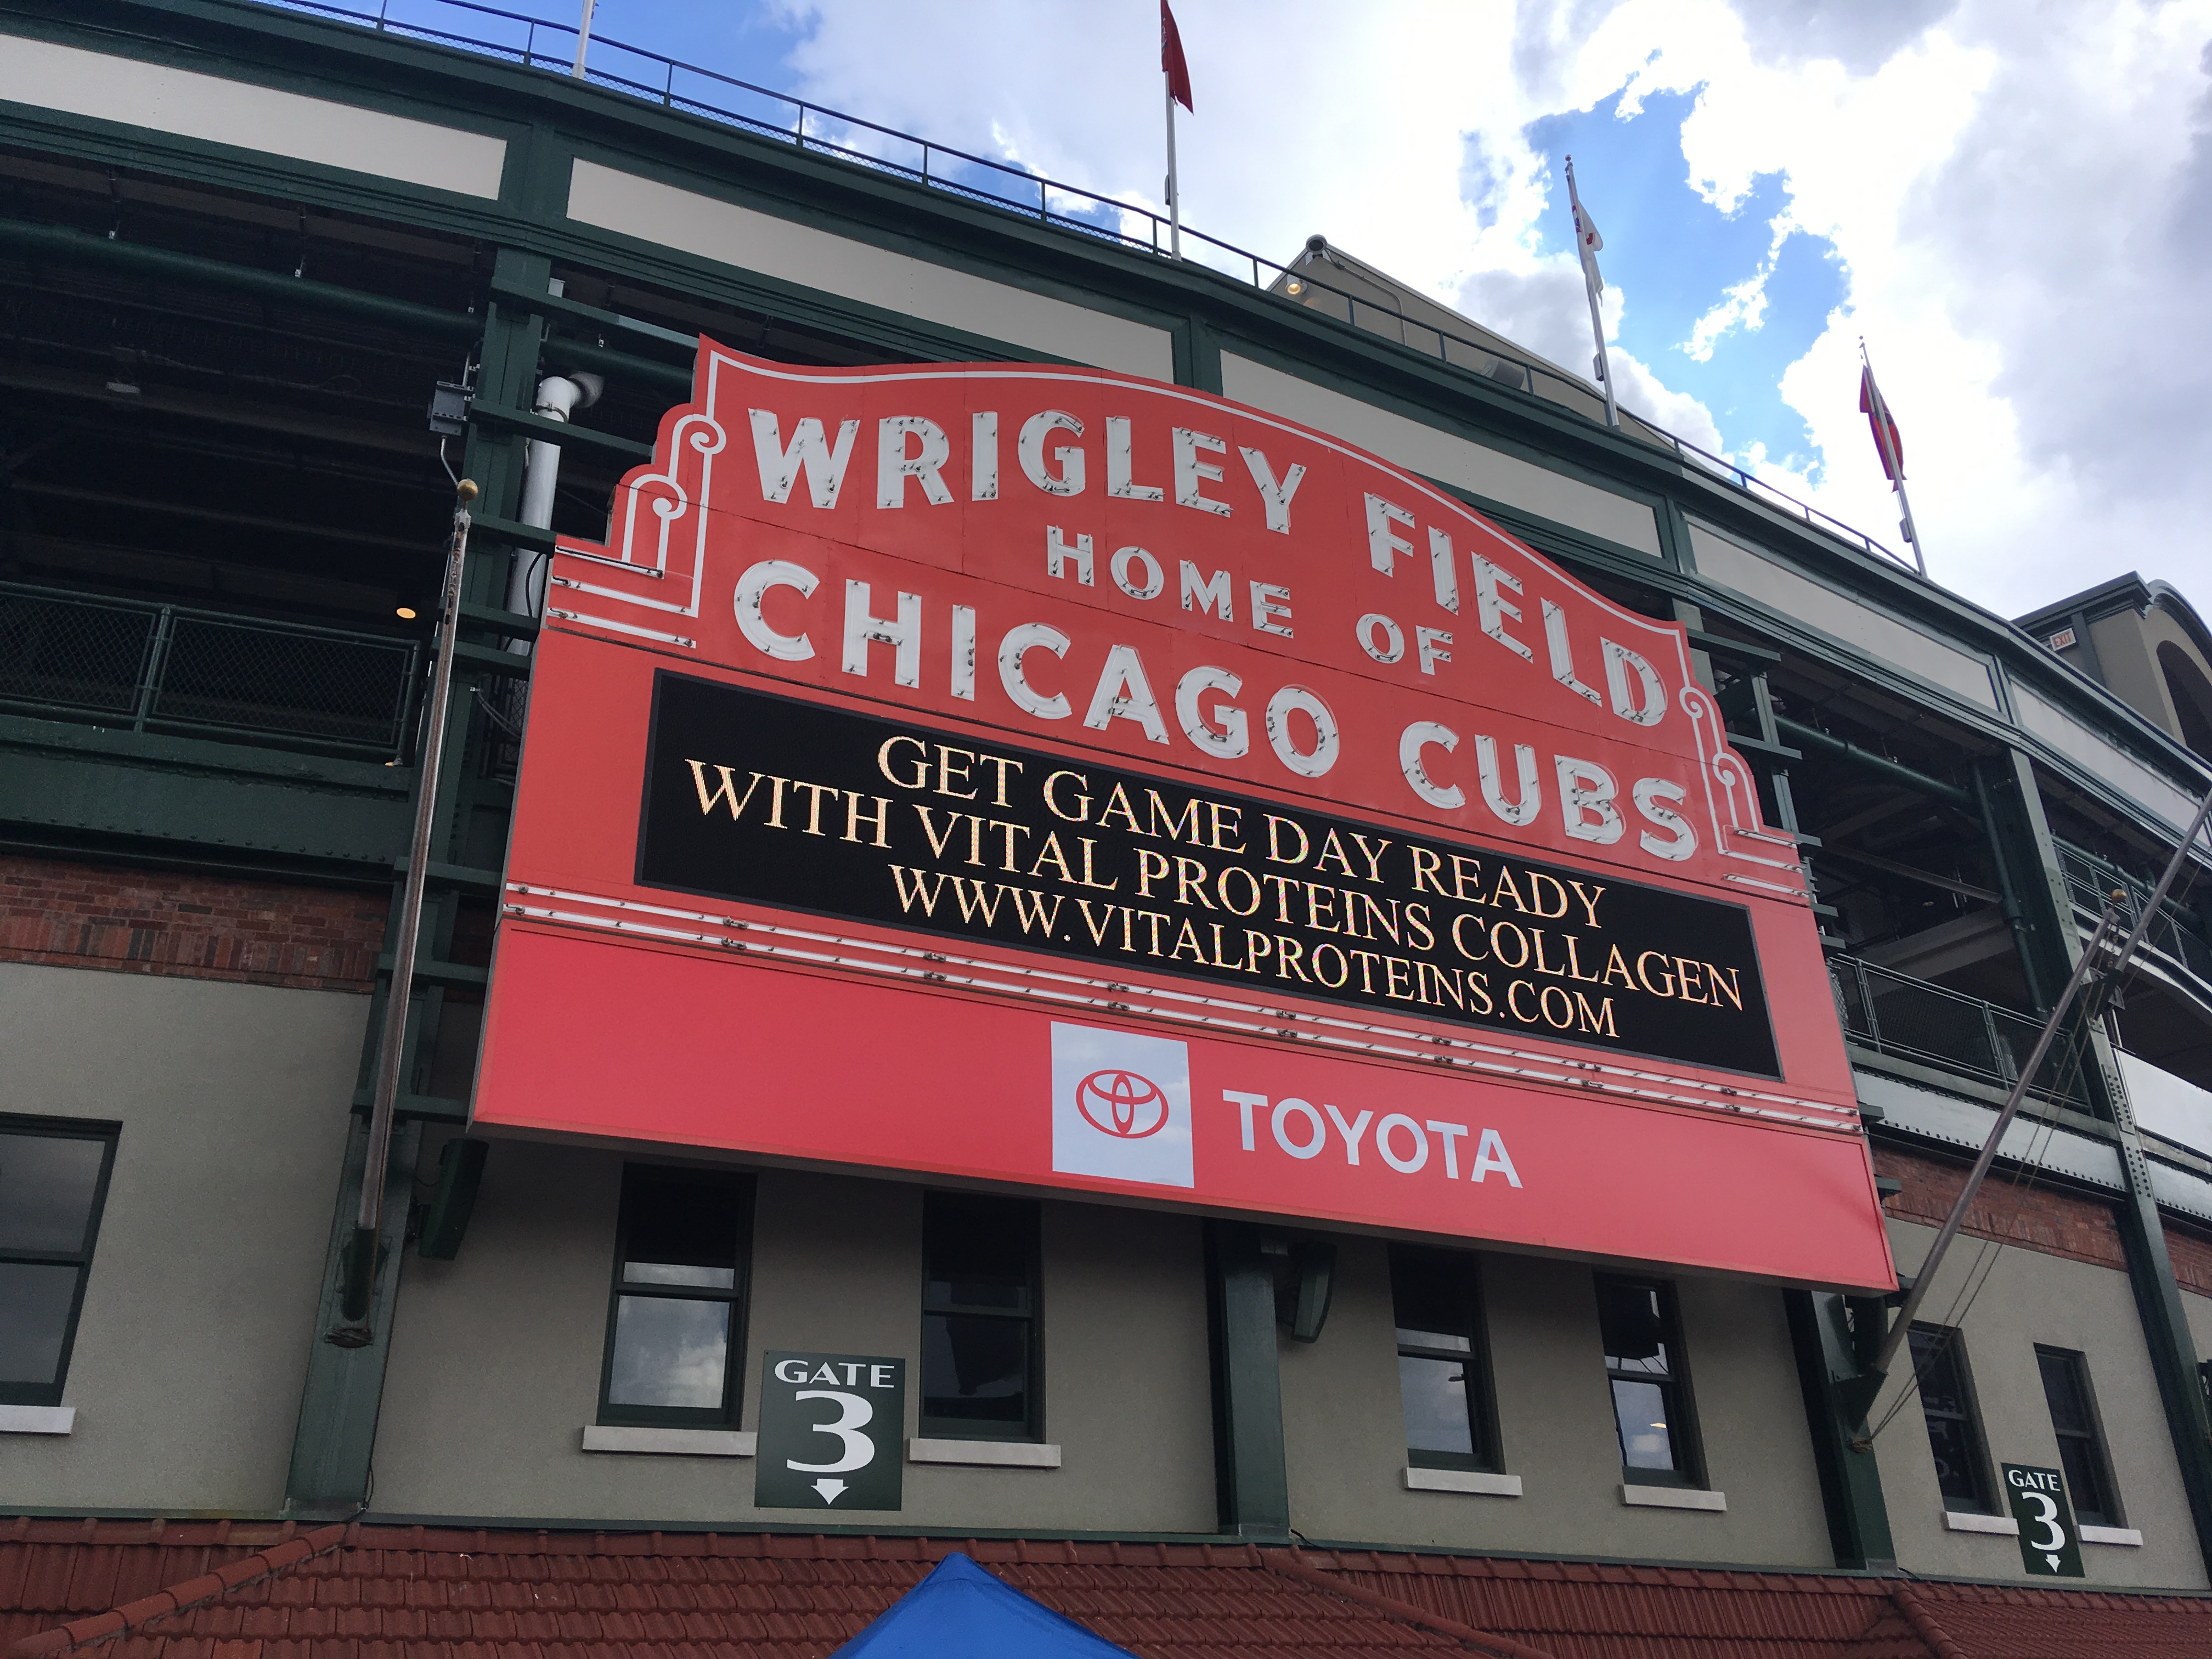 WRIGLEY FIELD
HOME OF
CHICAGO CUBS
GET GAME DAY READY
WITH VITAL PROTEINS COLLAGEN
WWW.VITALPROTEINS.COM
TOYOTA
GATE
3
GATE
3
EXIT